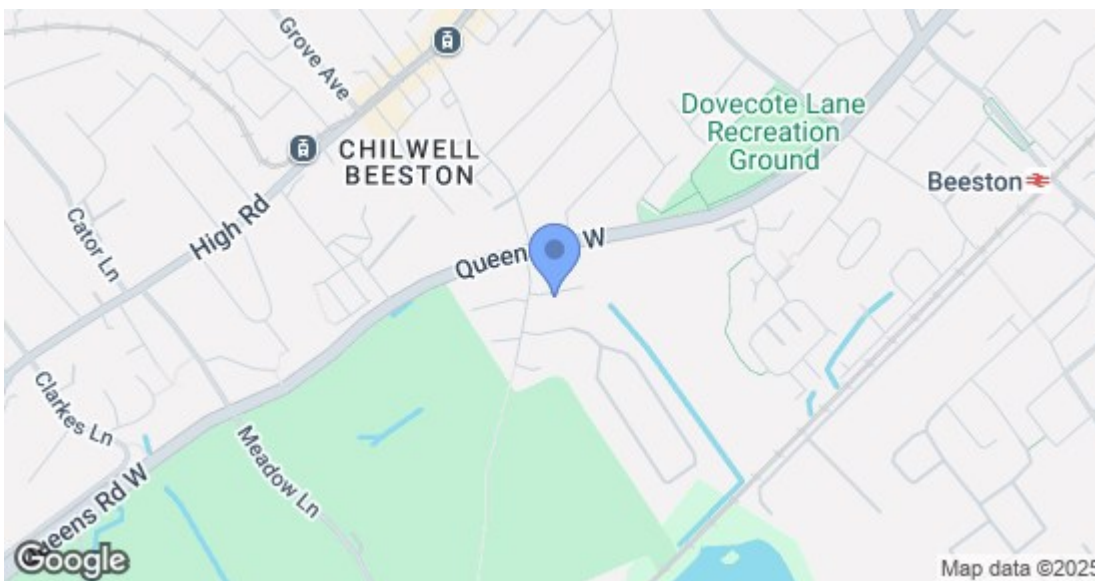 Grove Ave
Dovecote Lane
Recreation
Ground
CHILWELL
BEESTON
Beeston
High Rd
Cator Ln
Queen
W
Clarkes Ln
Meadow Ln
Queens Rd W
Google
Map data ©2025